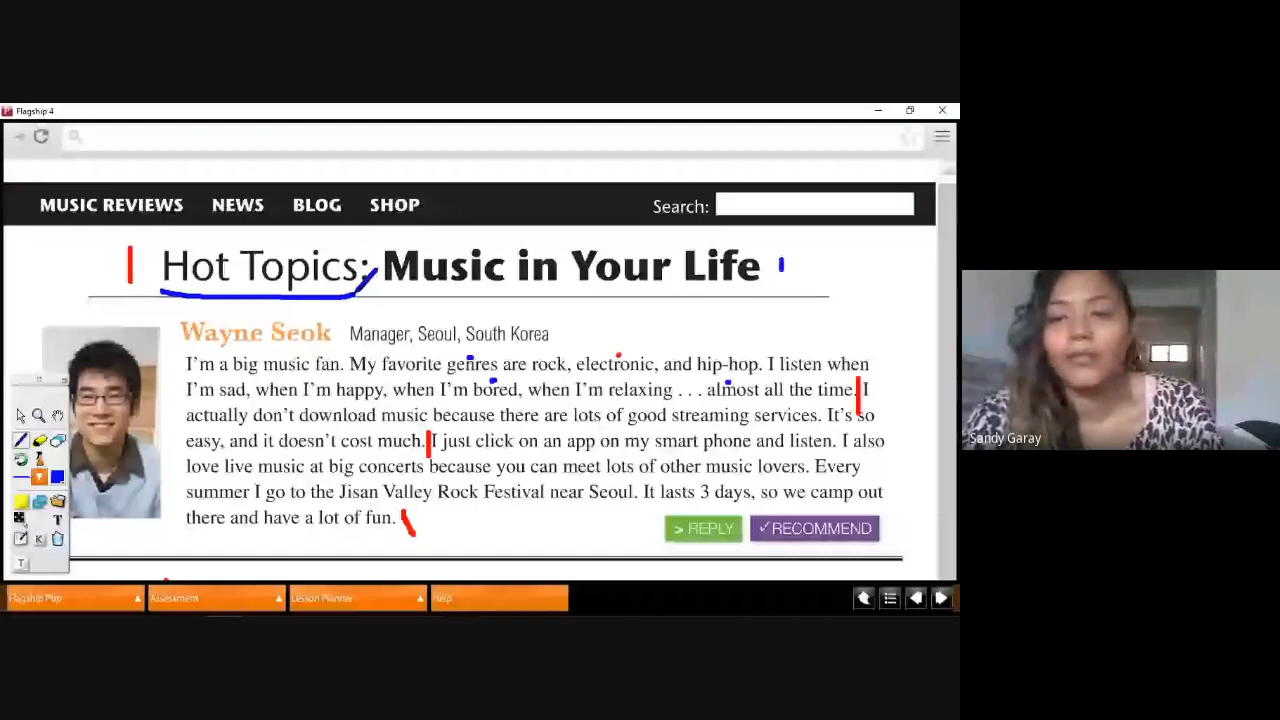 Flagship 4
MUSIC REVIEWS NEWS BLOG SHOP Search:
Hot Topics: Music in Your Life
Wayne Seok Manager, Seoul, South Korea
I'm a big music fan. My favorite genres are rock, electronic, and hip-hop. I listen when
I'm sad, when I'm happy, when I'm bored, when I'm relaxing . . . almost all the time. I
actually don't download music because there are lots of good streaming services. It's so
easy, and it doesn't cost much. I just click on an app on my smart phone and listen. I also
love live music at big concerts because you can meet lots of other music lovers. Every
summer I go to the Jisan Valley Rock Festival near Seoul. It lasts 3 days, so we camp out
there and have a lot of fun.
> REPLY ✓RECOMMEND
Sandy Garay
T
K
T
Flagship Pop Assessment Lesson Planner Help